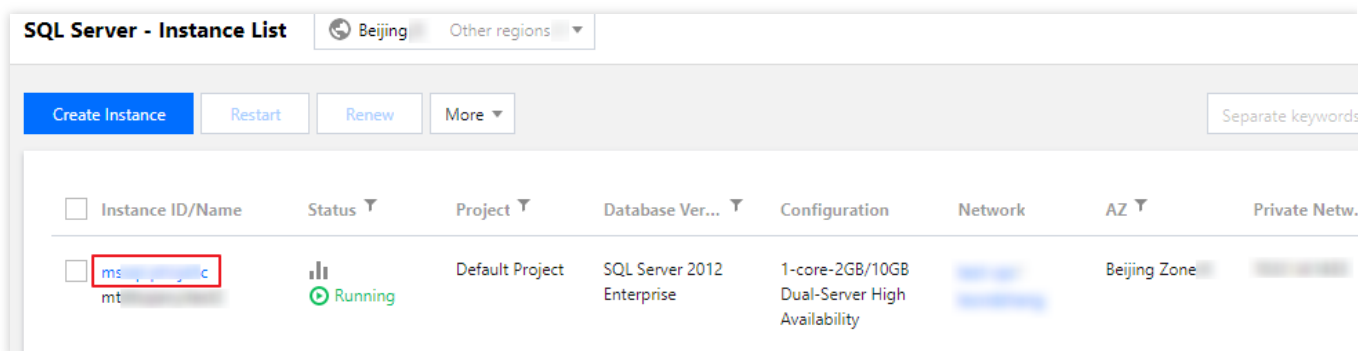 SQL Server - Instance List Beijing Other regions
Create Instance Restart Renew More Separate keywords
Instance ID/Name Status Project Database Ver... Configuration Network AZ Private Netw.
Default Project SQL Server 2012 1-core-2GB/10GB Beijing Zone
Running Enterprise Dual-Server High
Availability